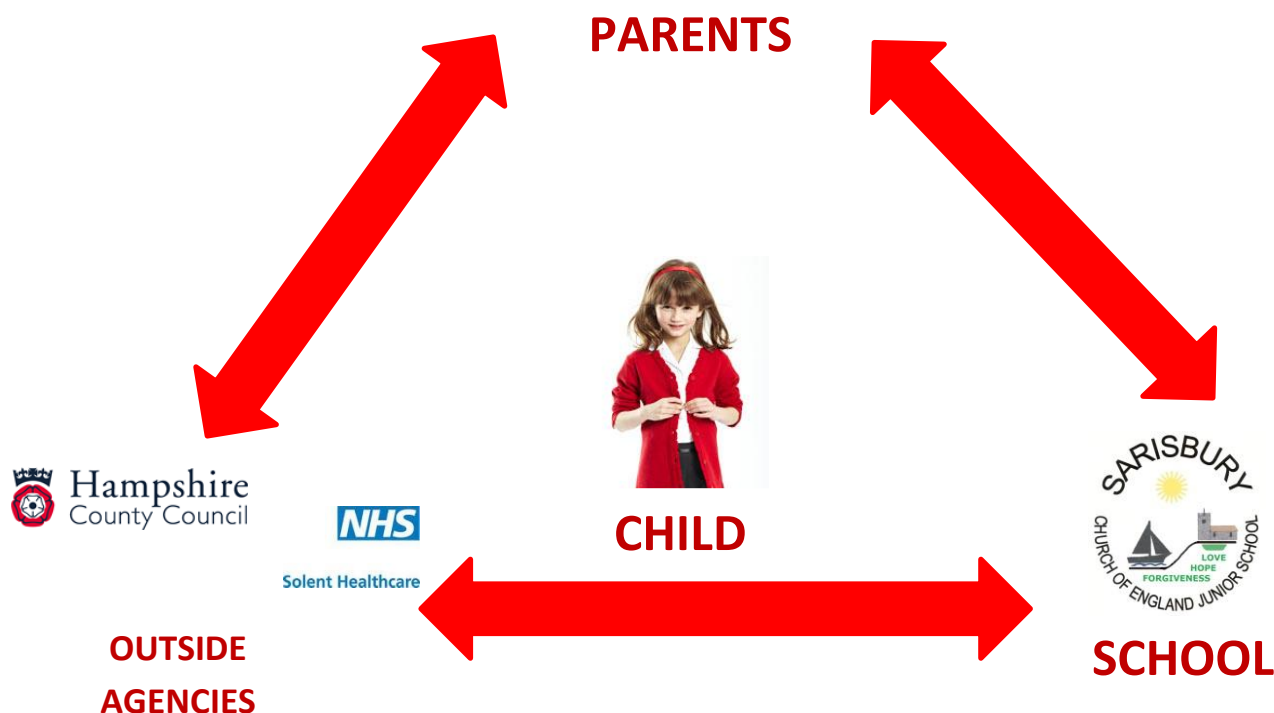 PARENTS
Hampshire
County Council
NHS
Solent Healthcare
CHILD
SARISBURY
CHURCH OF ENGLAND JUNIOR SCHOOL
LOVE
HOPE
FORGIVENESS
OUTSIDE
AGENCIES
SCHOOL